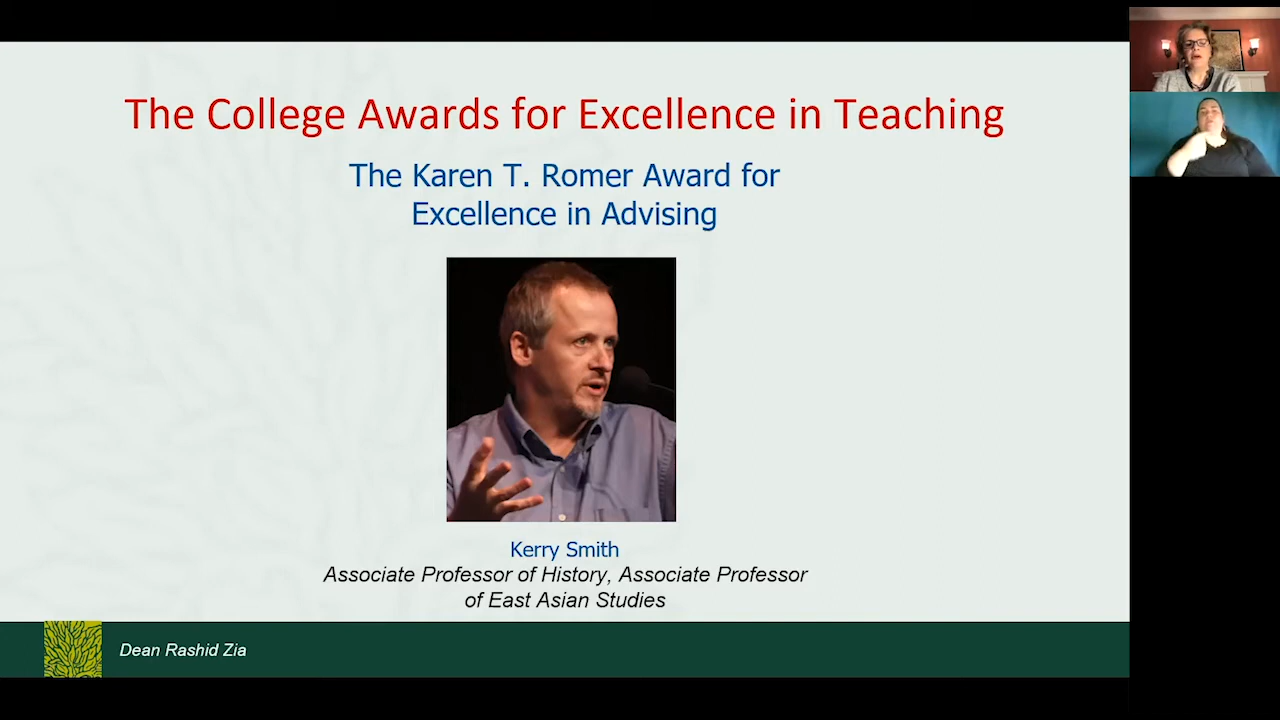 The College Awards for Excellence in Teaching
The Karen T. Romer Award for
Excellence in Advising
Kerry Smith
Associate Professor of History, Associate Professor
of East Asian Studies
Dean Rashid Zia